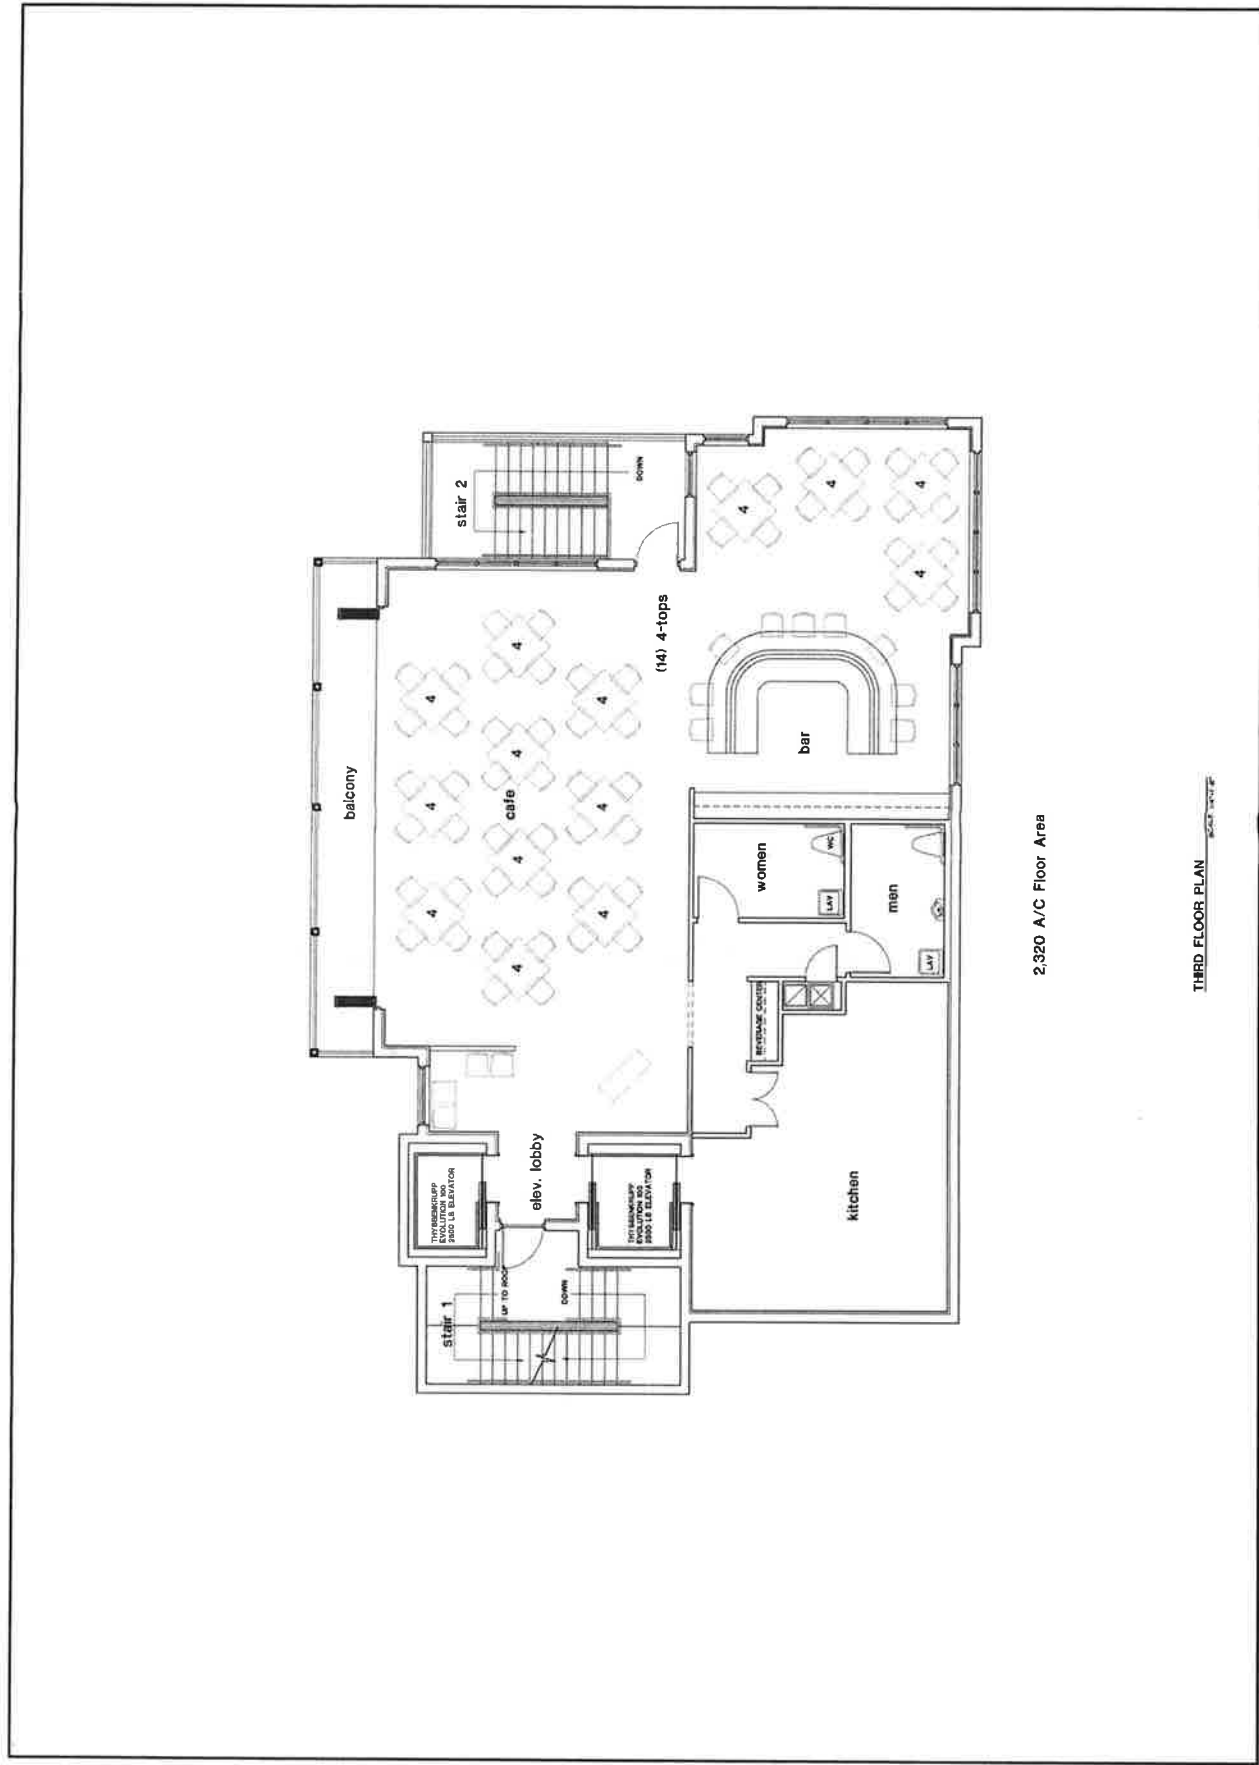 balcony
stair 2
DOWN
4
4
4
4
4
4
4
4
4
4
cafe
(14) 4-tops
4
4
4
4
THYSSENKRUPP
EVOLUTION 100
2500 LB ELEVATOR
elev. lobby
THYSSENKRUPP
EVOLUTION 100
2500 LB ELEVATOR
stair 1
UP TO ROOF
DOWN
bar
women
WC
LAV
men
LAV
BEVERAGE CENTER
kitchen
2,320 A/C Floor Area
THIRD FLOOR PLAN